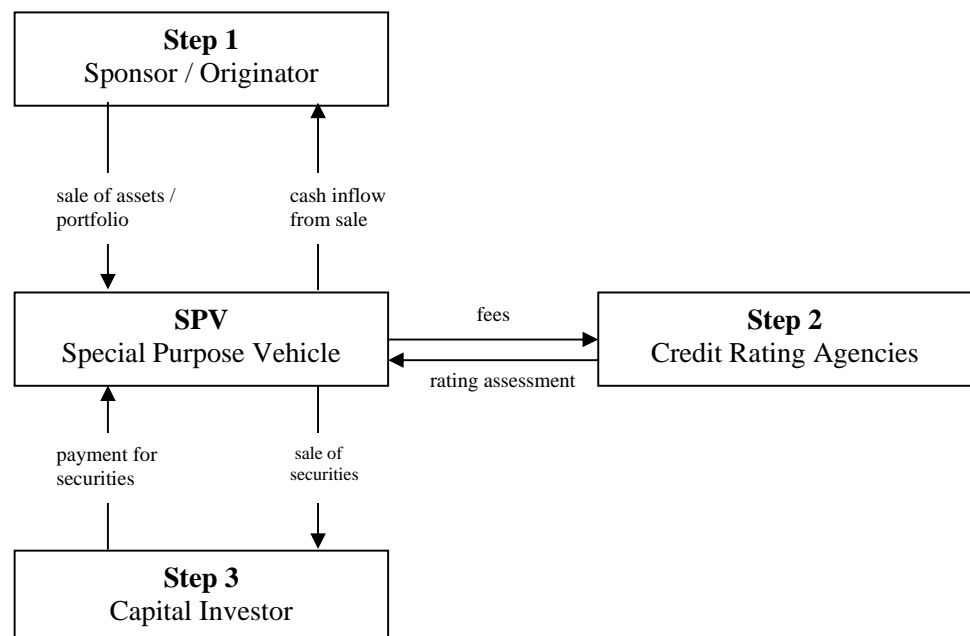 Step 1
Sponsor / Originator
sale of assets /
portfolio
cash inflow
from sale
SPV
Special Purpose Vehicle
fees
rating assessment
Step 2
Credit Rating Agencies
payment for
securities
sale of
securities
Step 3
Capital Investor